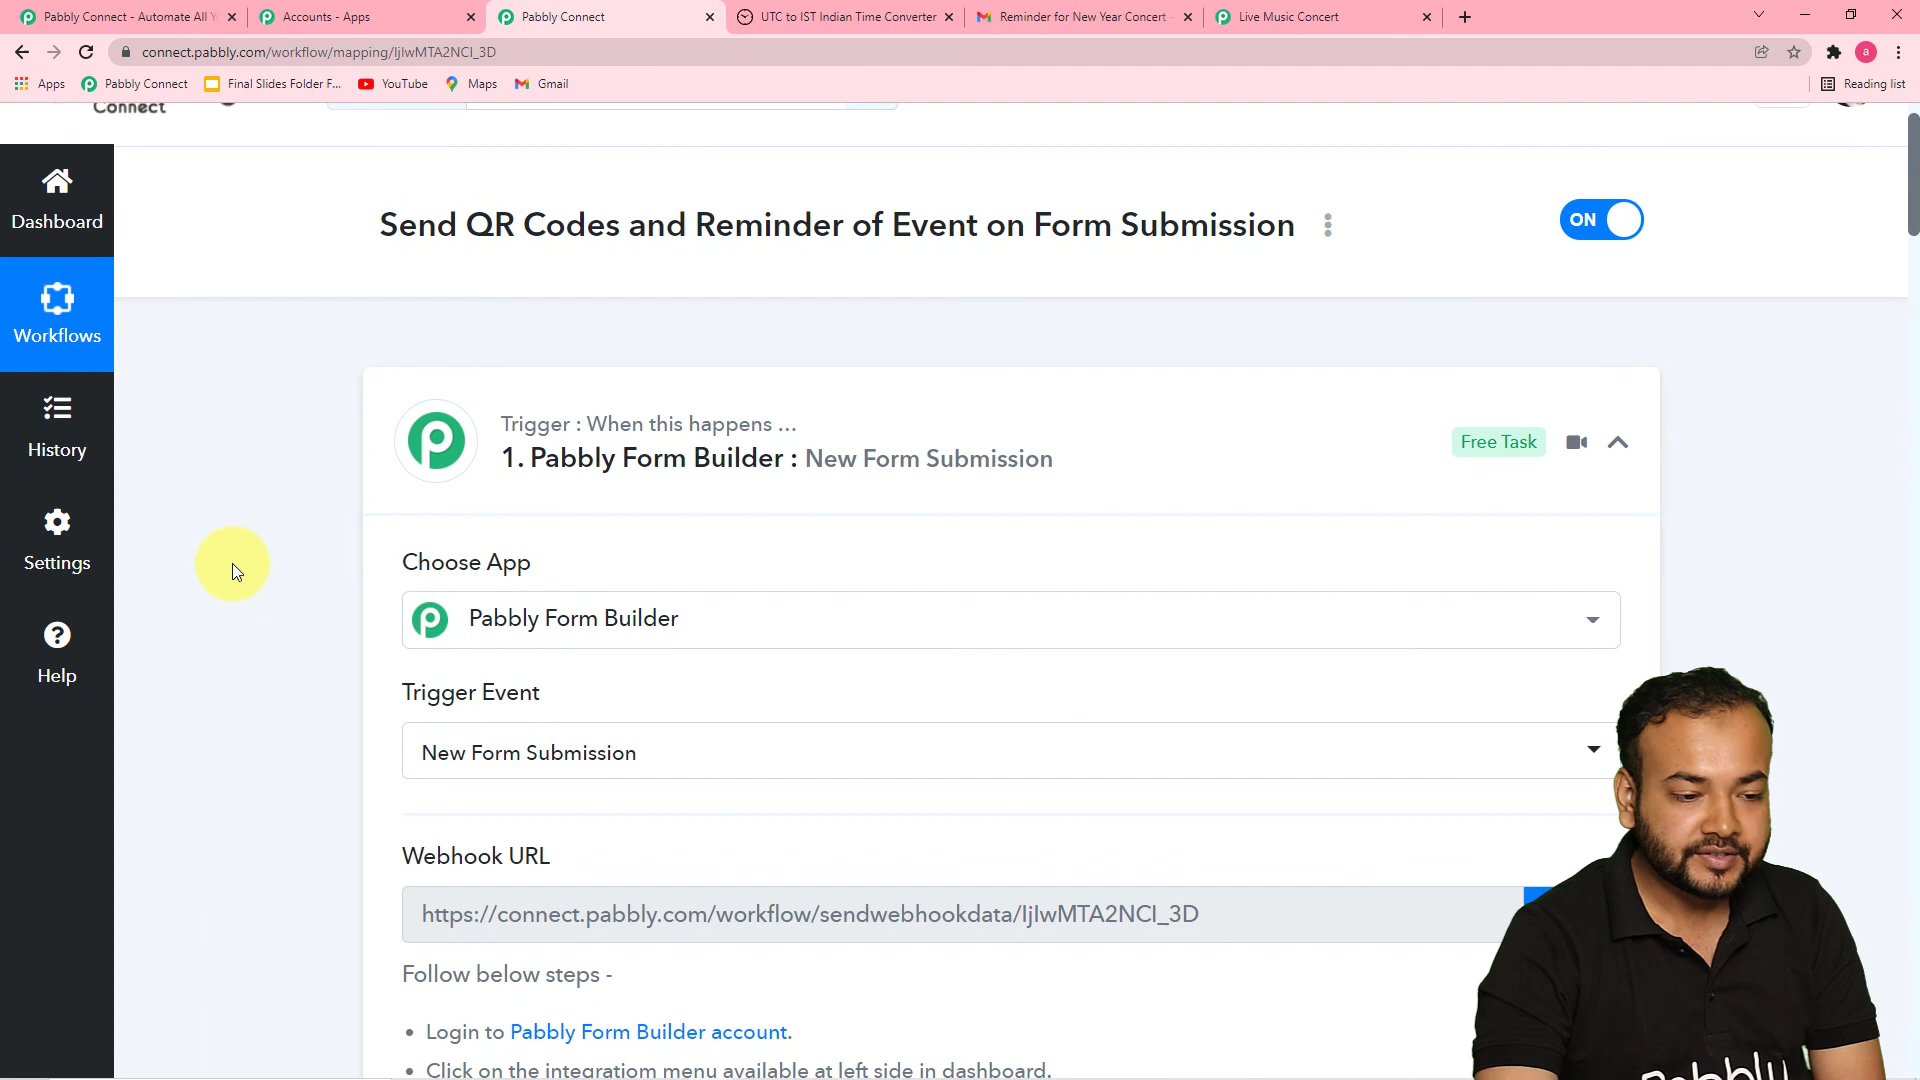 Pabbly Connect - Automate All Y
Accounts - Apps
Pabbly Connect
UTC to IST Indian Time Converter
Reminder for New Year Concert -
Live Music Concert
connect.pabbly.com/workflow/mapping/IjIwMTA2NCI_3D
a
Apps
Pabbly Connect
Final Slides Folder F...
YouTube
Maps
Gmail
Reading list
Connect
Dashboard
Workflows
History
Settings
Help
Send QR Codes and Reminder of Event on Form Submission
ON
Trigger : When this happens ...
1. Pabbly Form Builder : New Form Submission
Free Task
Choose App
Pabbly Form Builder
Trigger Event
New Form Submission
Webhook URL
https://connect.pabbly.com/workflow/sendwebhookdata/IjIwMTA2NCI_3D
Follow below steps -
• Login to Pabbly Form Builder account.
• Click on the integratiom menu available at left side in dashboard.
Pabbly